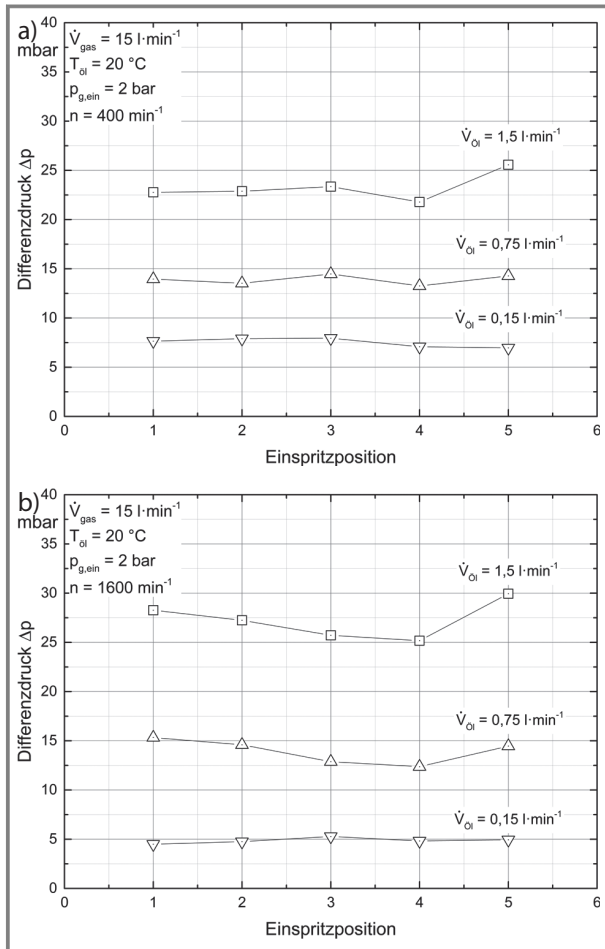 a)
40
mbar
35
30
25
20
15
10
5
0
Differenzdruck Δp
V̇gas = 15 l·min⁻¹
Töl = 20 °C
pg,ein = 2 bar
n = 400 min⁻¹
V̇Öl = 1,5 l·min⁻¹
V̇Öl = 0,75 l·min⁻¹
V̇Öl = 0,15 l·min⁻¹
0 1 2 3 4 5 6
Einspritzposition
b)
40
mbar
35
30
25
20
15
10
5
0
Differenzdruck Δp
V̇gas = 15 l·min⁻¹
Töl = 20 °C
pg,ein = 2 bar
n = 1600 min⁻¹
V̇Öl = 1,5 l·min⁻¹
V̇Öl = 0,75 l·min⁻¹
V̇Öl = 0,15 l·min⁻¹
0 1 2 3 4 5 6
Einspritzposition